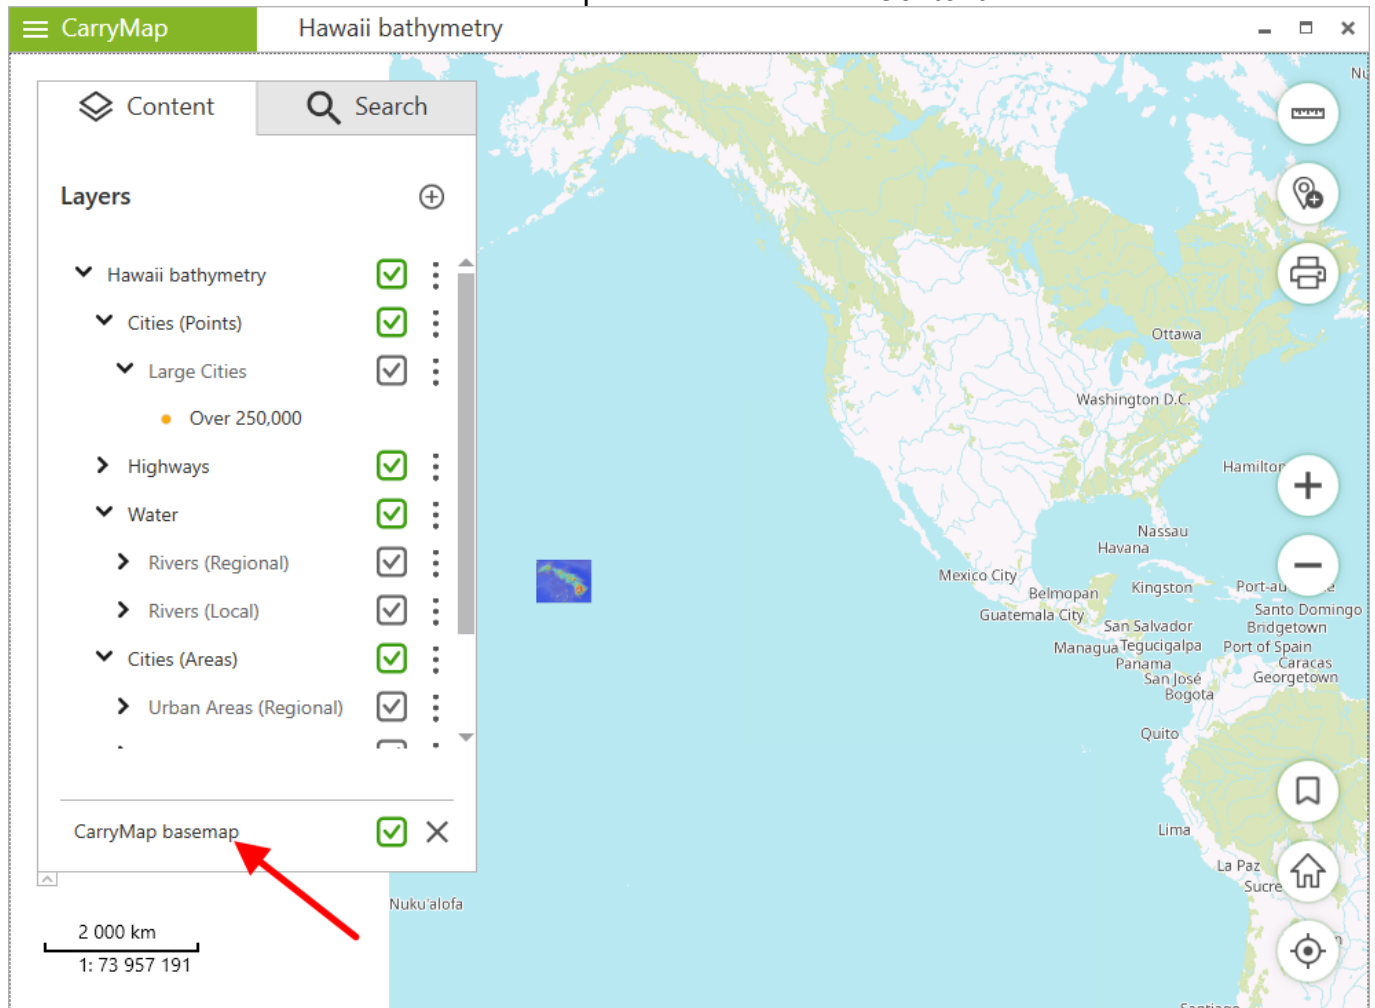 CarryMap
Hawaii bathymetry
Content
Search
Layers
Hawaii bathymetry
Cities (Points)
Large Cities
Over 250,000
Highways
Water
Rivers (Regional)
Rivers (Local)
Cities (Areas)
Urban Areas (Regional)
CarryMap basemap
2 000 km
1: 73 957 191
Nuku'alofa
Ottawa
Washington D.C.
Hamilton
Nassau
Havana
Mexico City
Belmopan
Kingston
Guatemala City
San Salvador
Santo Domingo
Bridgetown
Managua
Tegucigalpa
Port of Spain
Panama
Caracas
San José
Georgetown
Bogota
Quito
Lima
La Paz
Sucre